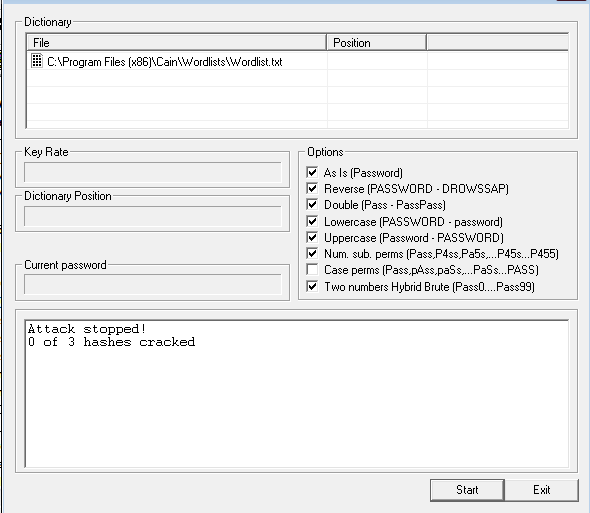 Dictionary
File Position
C:\Program Files (x86)\Cain\Wordlists\Wordlist.txt
Key Rate
Dictionary Position
Current password
Options
As Is (Password)
Reverse (PASSWORD - DROWSSAP)
Double (Pass - PassPass)
Lowercase (PASSWORD - password)
Uppercase (Password - PASSWORD)
Num. sub. perms (Pass,P4ss,Pa5s,...P45s...P455)
Case perms (Pass,pAss,paSs,...PaSs...PASS)
Two numbers Hybrid Brute (Pass0....Pass99)
Attack stopped!
0 of 3 hashes cracked
Start Exit